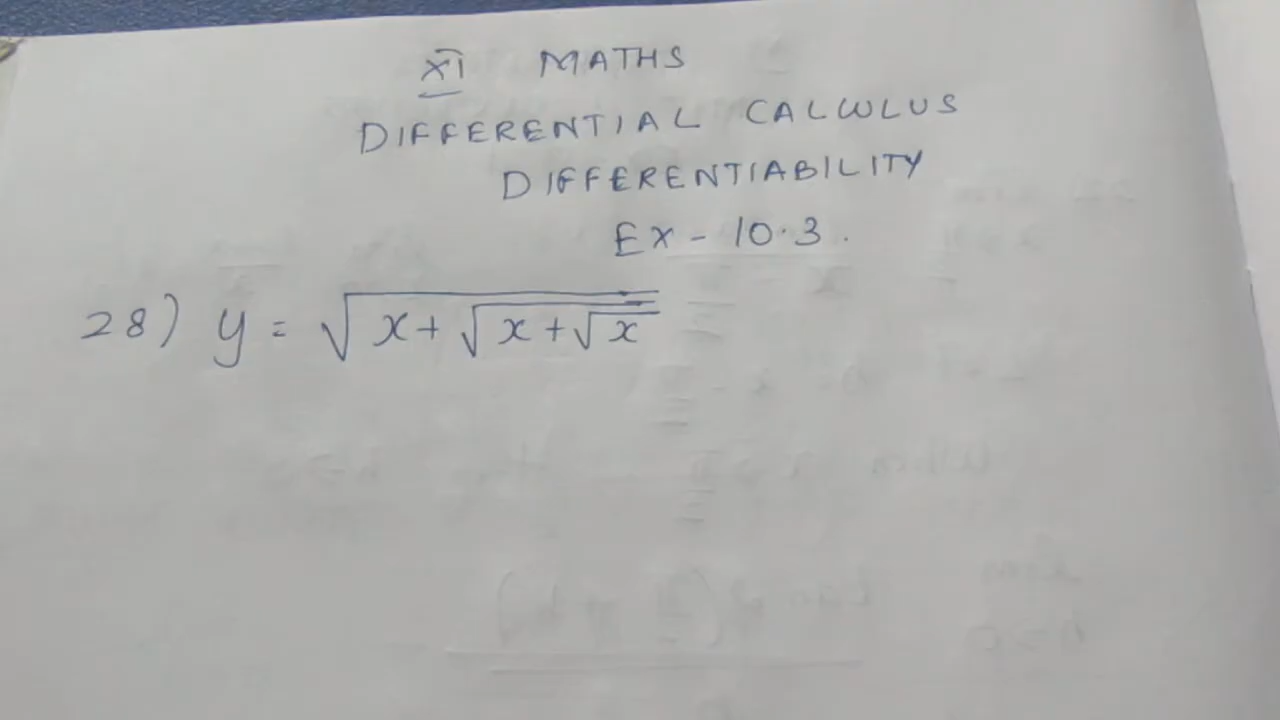 XI MATHS
DIFFERENTIAL CALCULUS
DIFFERENTIABILITY
EX - 10.3.
28) y = √(x + √(x + √x))